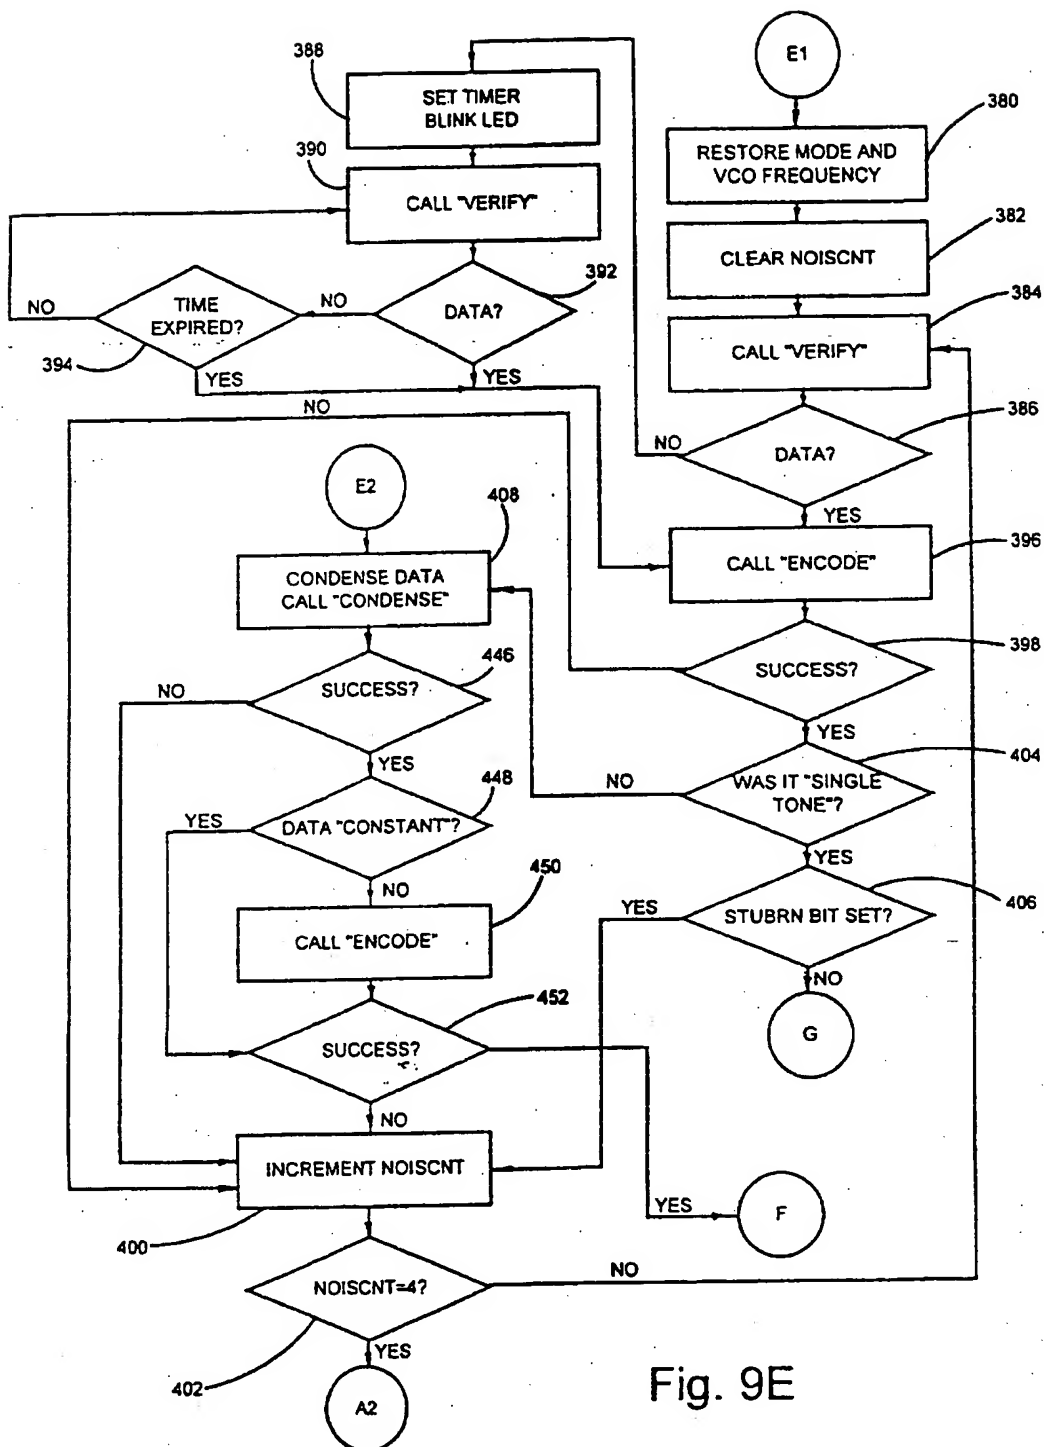 E1
380
RESTORE MODE AND
VCO FREQUENCY
382
CLEAR NOISCNT
384
CALL "VERIFY"
386
DATA?
NO
YES
388
SET TIMER
BLINK LED
390
CALL "VERIFY"
392
DATA?
NO
YES
394
TIME
EXPIRED?
NO
YES
396
CALL "ENCODE"
398
SUCCESS?
NO
YES
404
WAS IT "SINGLE
TONE"?
NO
YES
406
STUBRN BIT SET?
YES
NO
G
E2
408
CONDENSE DATA
CALL "CONDENSE"
446
SUCCESS?
NO
YES
448
DATA "CONSTANT"?
YES
NO
450
CALL "ENCODE"
452
SUCCESS?
NO
YES
F
400
INCREMENT NOISCNT
402
NOISCNT=4?
NO
YES
A2
Fig. 9E